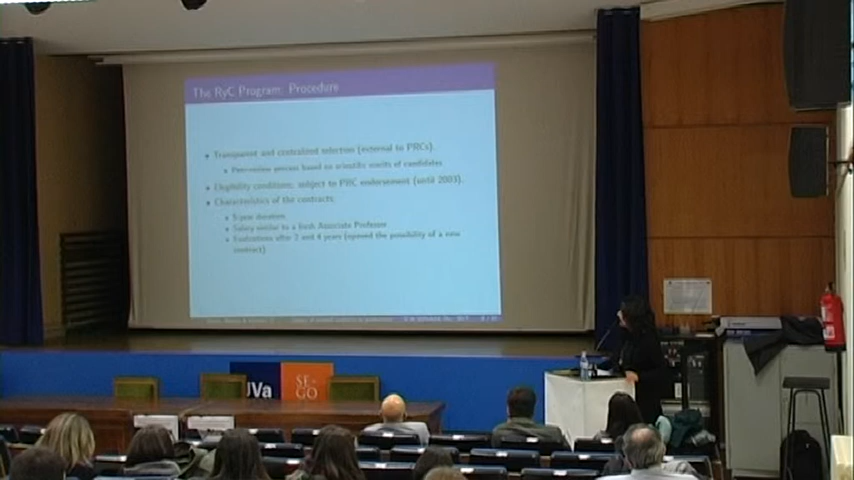 The RyC Program: Procedure
Transparent and centralized selection (external to PRCs).
Peer-review process based on scientific merits of candidates
Eligibility conditions: subject to PRC endorsement (until 2003).
Characteristics of the contracts
5-year duration
Salary similar to a fresh Associate Professor
Evaluations after 2 and 4 years (opened the possibility of a new
contract)
UVa
SE-
GO